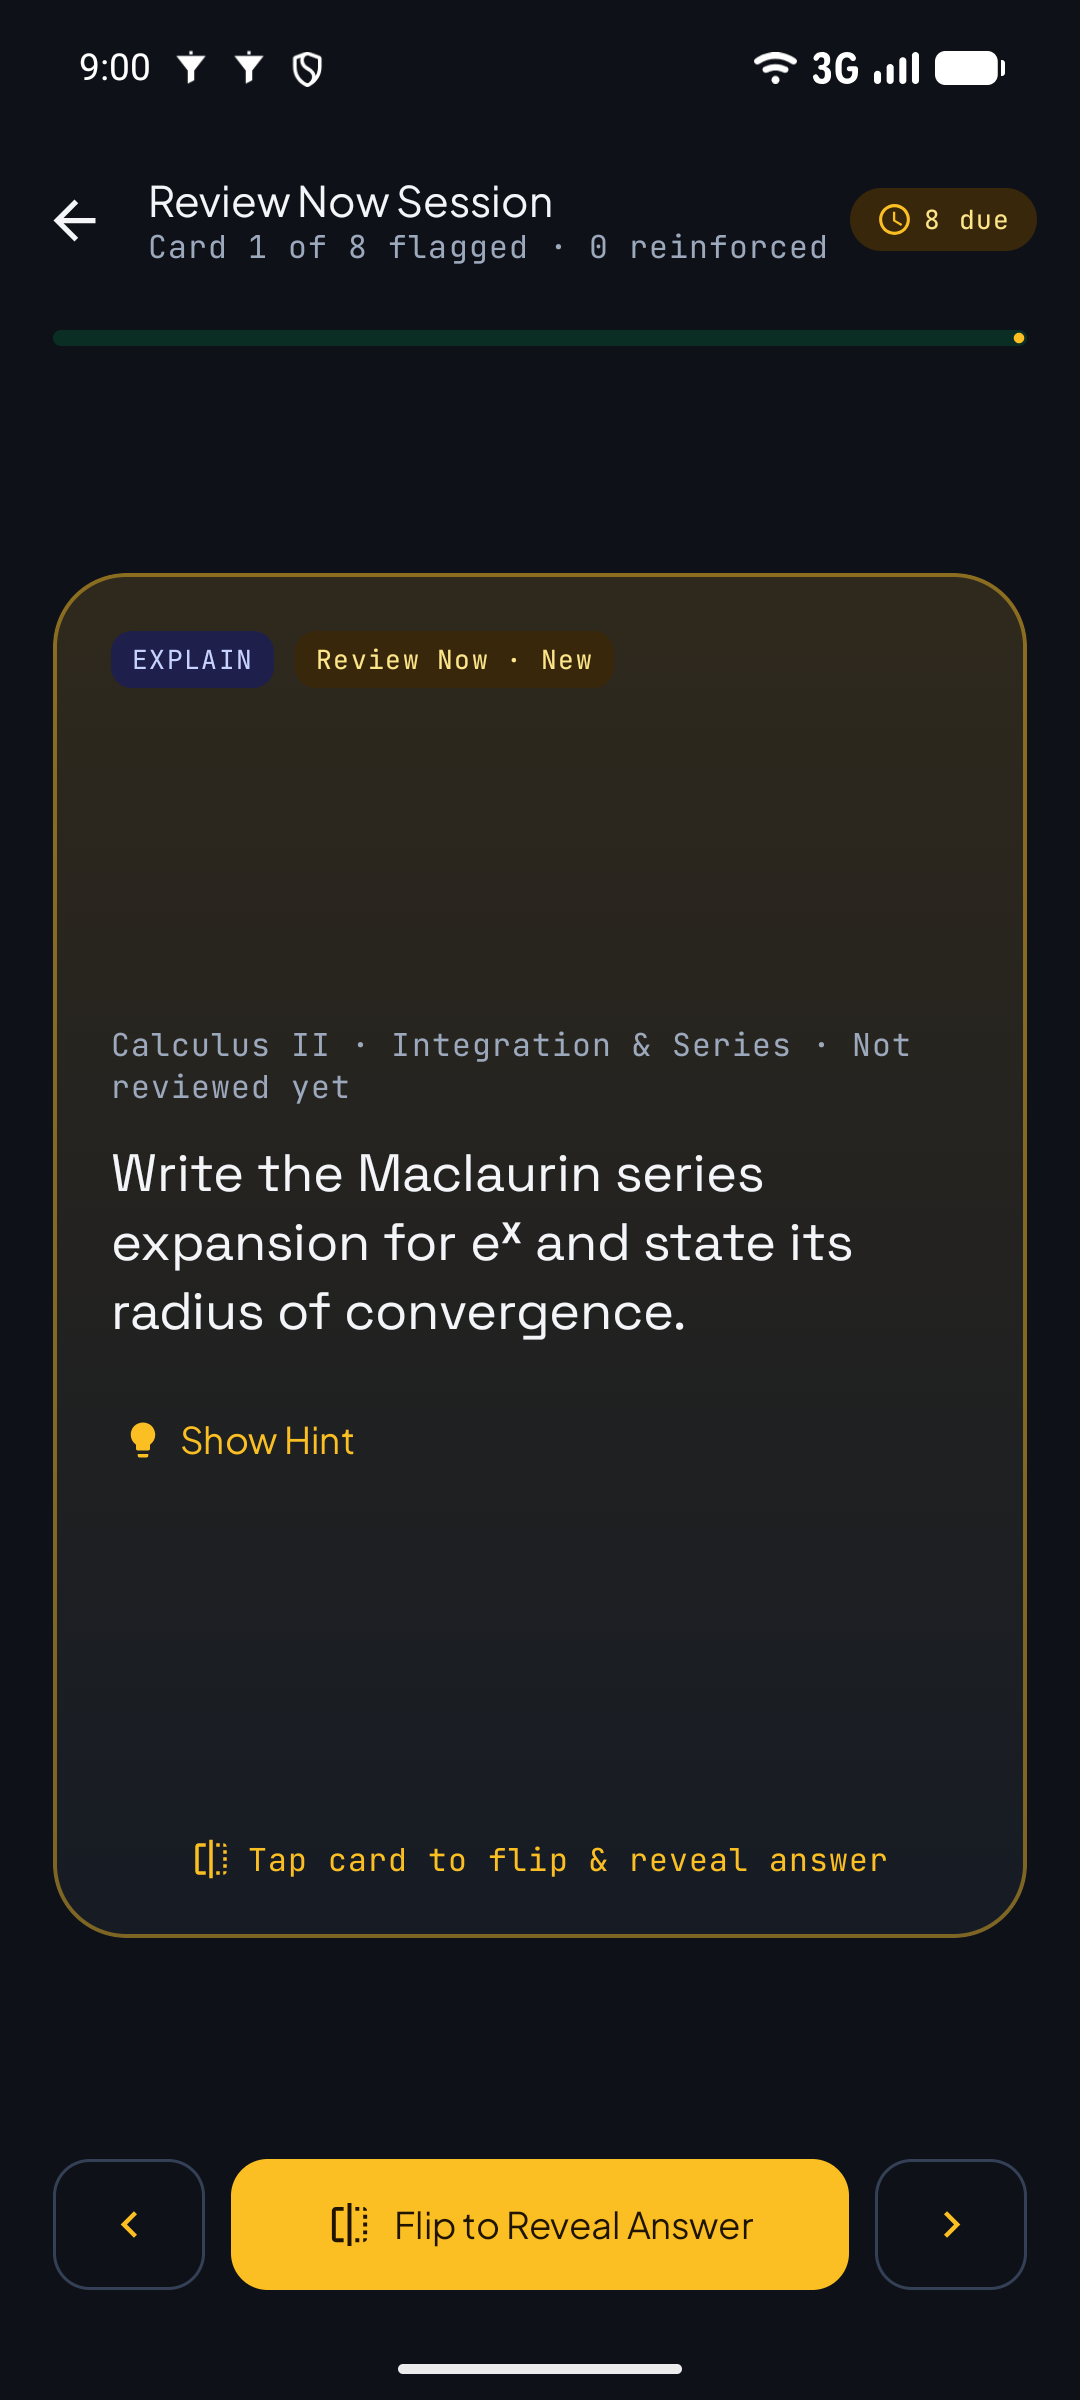 9:00
3G
Review Now Session
Card 1 of 8 flagged · 0 reinforced
8 due
EXPLAIN
Review Now · New
Calculus II · Integration & Series · Not
reviewed yet
Write the Maclaurin series
expansion for eˣ and state its
radius of convergence.
Show Hint
Tap card to flip & reveal answer
Flip to Reveal Answer